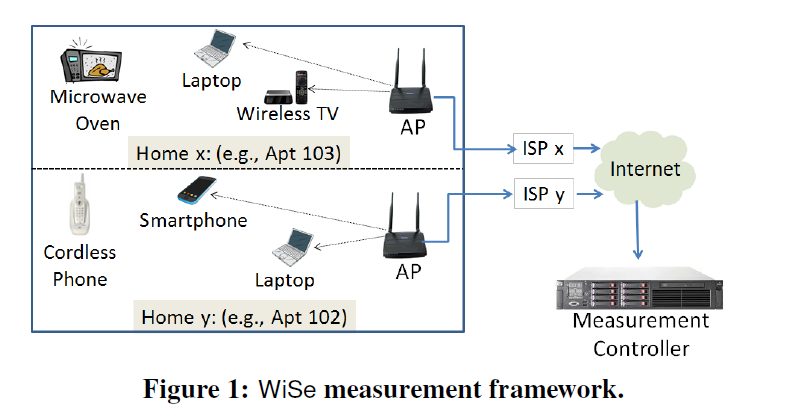 Microwave
Oven
Laptop
Wireless TV
AP
Home x: (e.g., Apt 103)
Cordless
Phone
Smartphone
Laptop
AP
Home y: (e.g., Apt 102)
ISP x
ISP y
Internet
Measurement
Controller
Figure 1: WiSe measurement framework.